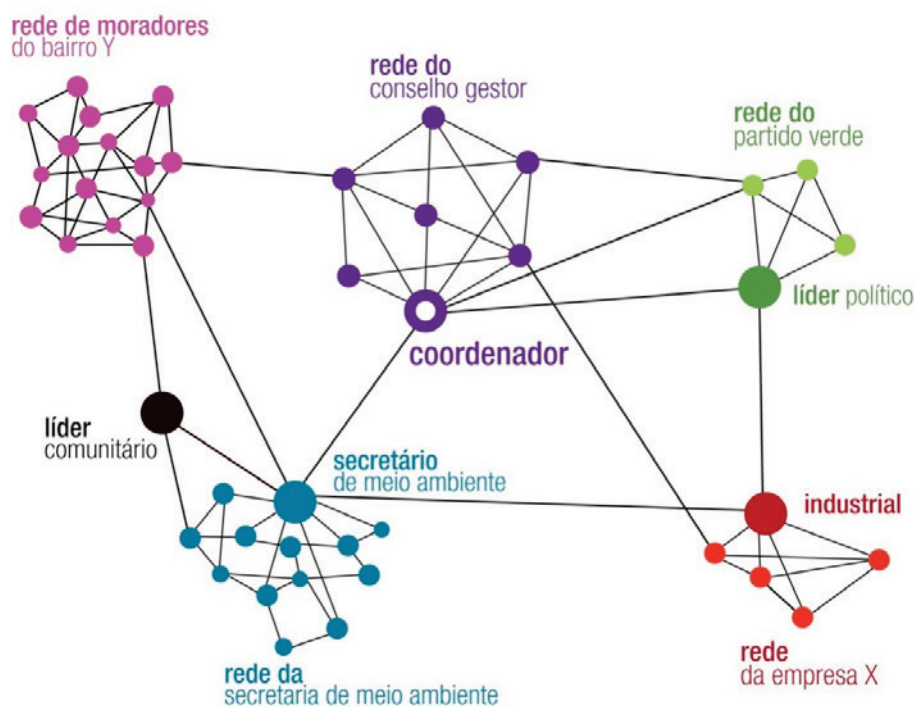 rede de moradores
do bairro Y
rede do
conselho gestor
rede do
partido verde
líder político
coordenador
líder
comunitário
secretário
de meio ambiente
industrial
rede da
secretaria de meio ambiente
rede
da empresa X